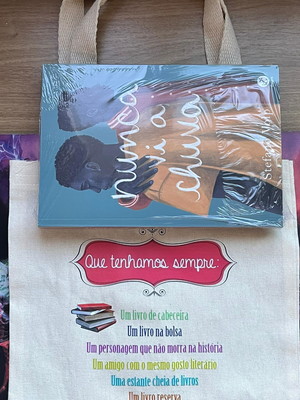 nunca
vi a
chuva
Que tenhamos sempre:
Um livro de cabeceira
Um livro na bolsa
Um personagem que não morra na história
Um amigo com o mesmo gosto literário
Uma estante cheia de livros
Um livro reserva